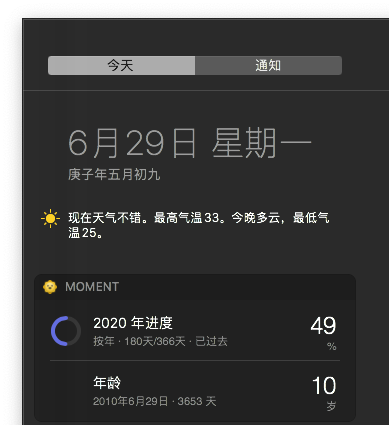 今天 通知
6月29日 星期一
庚子年五月初九
现在天气不错。最高气温33。今晚多云，最低气
温25。
MOMENT
2020 年进度 49
按年 · 180天/366天 · 已过去 %
年龄 10
2010年6月29日 · 3653 天 岁